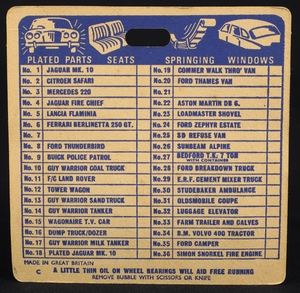 PLATED PARTS SEATS SPRINGING WINDOWS
No. 1 JAGUAR MK. 10
No. 2 CITROEN SAFARI
No. 3 MERCEDES 220
No. 4 JAGUAR FIRE CHIEF
No. 5 LANCIA FLAMINIA
No. 6 FERRARI BERLINETTA 250 GT.
No. 7
No. 8 FORD THUNDERBIRD
No. 9 BUICK POLICE PATROL
No. 10 GUY WARRIOR COAL TRUCK
No. 11 F/C LAND ROVER
No. 12 TOWER WAGON
No. 13 GUY WARRIOR SAND TRUCK
No. 14 GUY WARRIOR TANKER
No. 15 WAGONAIRE T.V. CAR
No. 16 DUMP TRUCK/DOZER
No. 17 GUY WARRIOR MILK TANKER
No. 18 PLATED JAGUAR MK. 10
No. 19 COMMER WALK THRO' VAN
No. 20 FORD THAMES VAN
No. 21
No. 22 ASTON MARTIN DB 6.
No. 23 LOADMASTER SHOVEL
No. 24 FORD ZEPHYR ESTATE
No. 25 SD REFUSE VAN
No. 26 SUNBEAM ALPINE
No. 27 BEDFORD T.K. 7 TON
WITH CONTAINER
No. 28 FORD BREAKDOWN TRUCK
No. 29 E.R.F. CEMENT MIXER TRUCK
No. 30 STUDEBAKER AMBULANCE
No. 31 OLDSMOBILE COUPE
No. 32 LUGGAGE ELEVATOR
No. 33 FARM TRAILER AND CALVES
No. 34 B.M. VOLVO 400 TRACTOR
No. 35 FORD CAMPER
No. 36 SIMON SNORKEL FIRE ENGINE
MADE IN GREAT BRITAIN
C A LITTLE THIN OIL ON WHEEL BEARINGS WILL AID FREE RUNNING
REMOVE BUBBLE WITH SCISSORS OR KNIFE